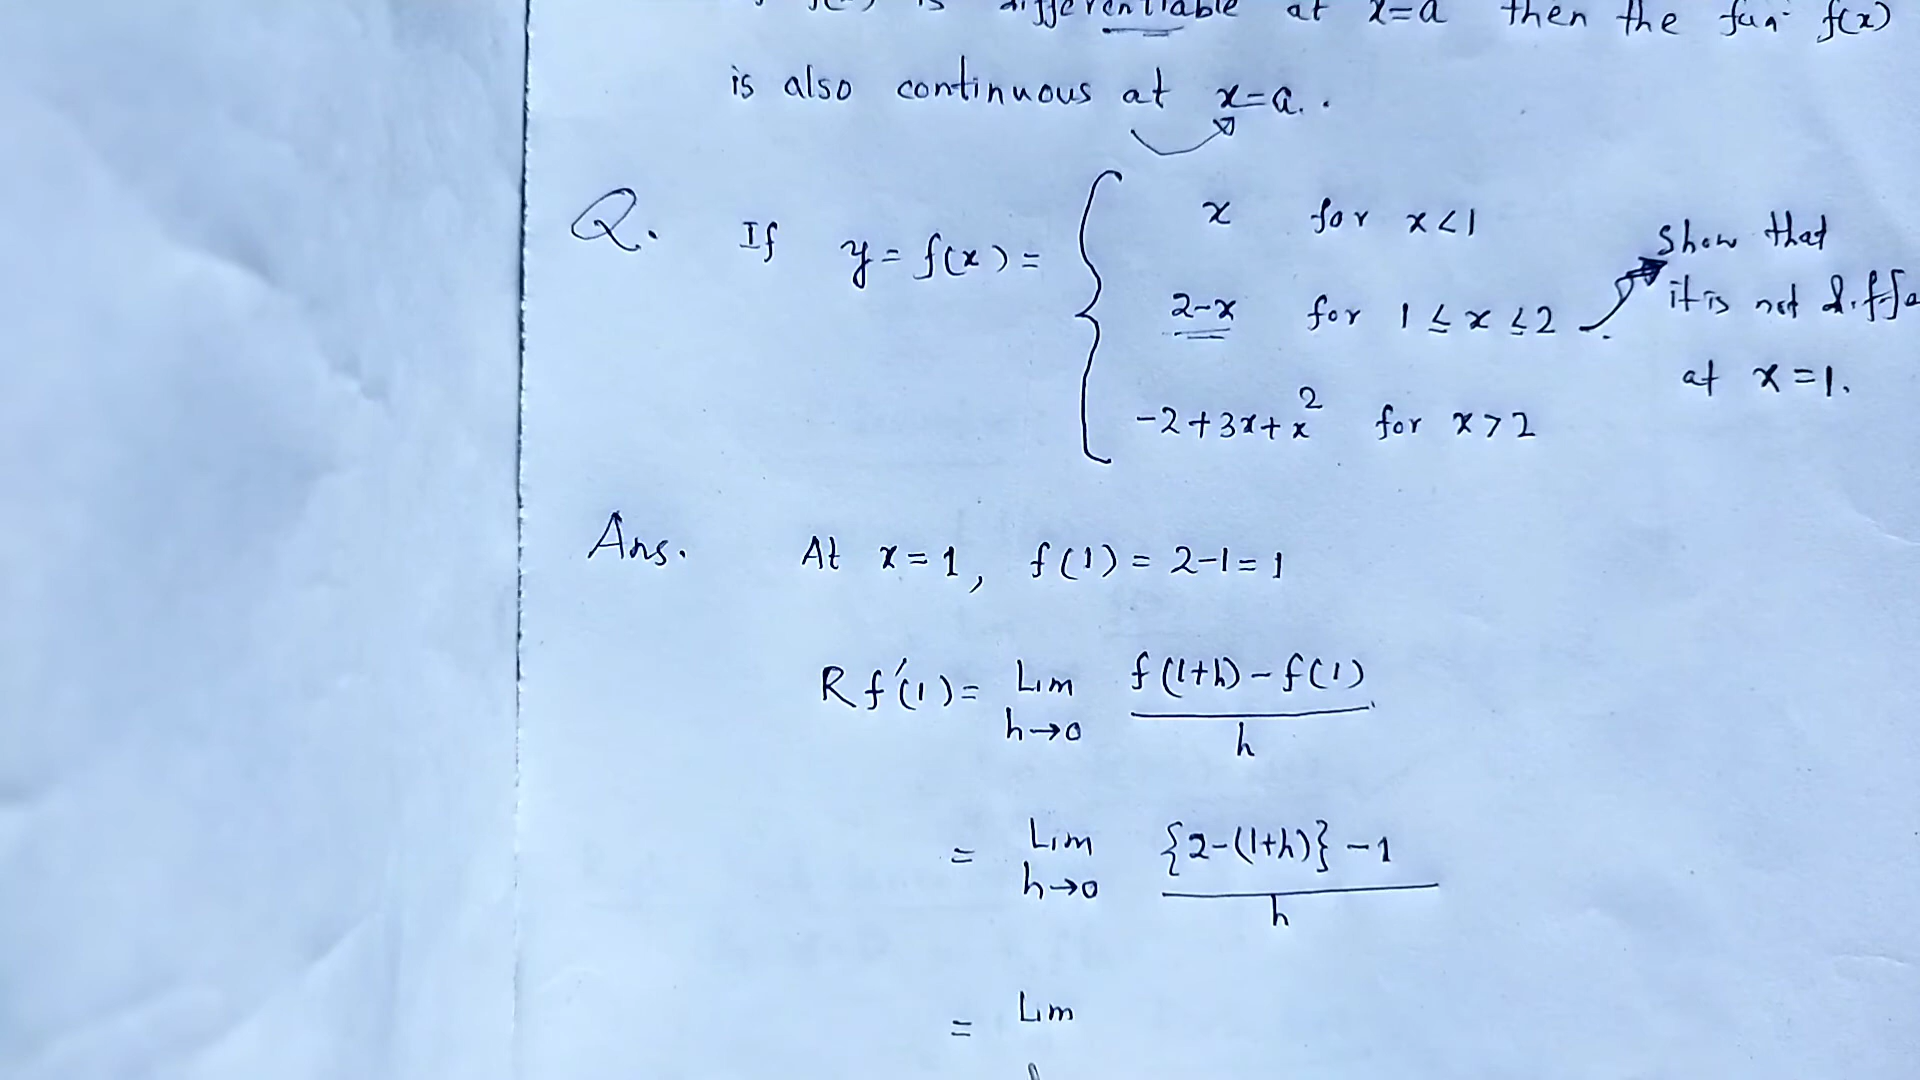 is differentiable at x=a then the fun f(x)
is also continuous at x=a.
Q. If y = f(x) =
x for x<1
2-x for 1 ≤ x ≤ 2
-2+3x+x² for x>2
Show that
it is not
at x=1.
Ans. At x=1, f(1) = 2-1 = 1
R f'(1) = Lim h→0 f(1+h) - f(1) / h
= Lim h→0 {2-(1+h)} - 1 / h
= Lim